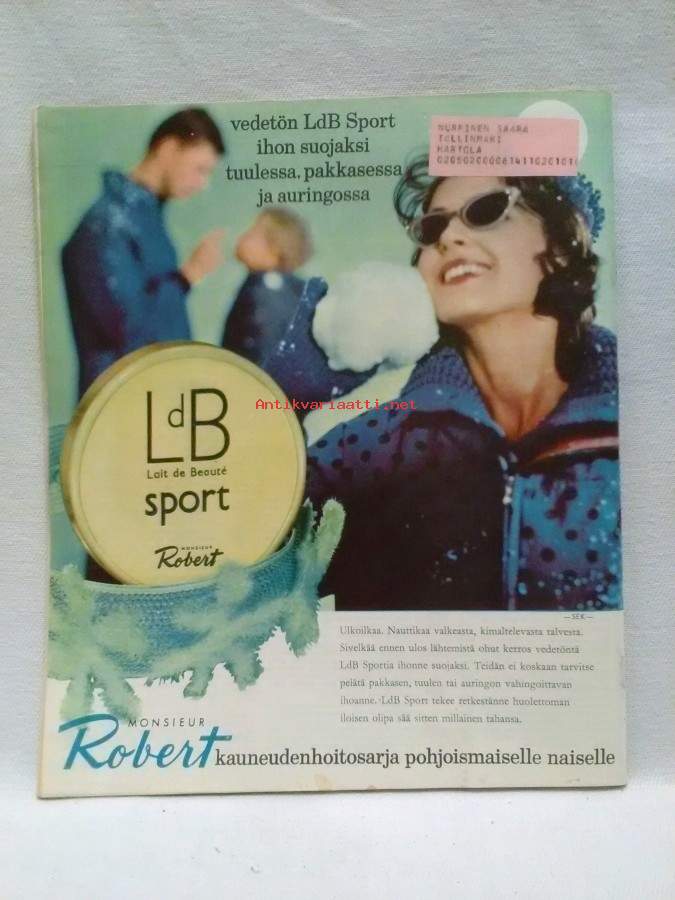 vedetön LdB Sport
ihon suojaksi
tuulessa, pakkasessa
ja auringossa
NURMINEN SAARA
TOLLINMAKI
HARTOLA
LdB
Lait de Beauté
sport
MONSIEUR
Robert
Antikvariaatti.net
—SEK—
Ulkoilkaa. Nauttikaa valkeasta, kimaltelevasta talvesta.
Sivelkää ennen ulos lähtemistä ohut kerros vedetöntä
LdB Sportia ihonne suojaksi. Teidän ei koskaan tarvitse
pelätä pakkasen, tuulen tai auringon vahingoittavan
ihoanne. LdB Sport tekee retkestänne huolettoman
iloisen olipa sää sitten millainen tahansa.
MONSIEUR
Robert kauneudenhoitosarja pohjoismaiselle naiselle